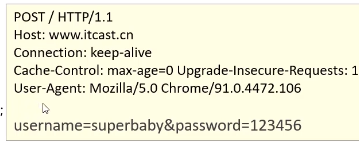 POST / HTTP/1.1
Host: www.itcast.cn
Connection: keep-alive
Cache-Control: max-age=0 Upgrade-Insecure-Requests: 1
User-Agent: Mozilla/5.0 Chrome/91.0.4472.106
;
username=superbaby&password=123456